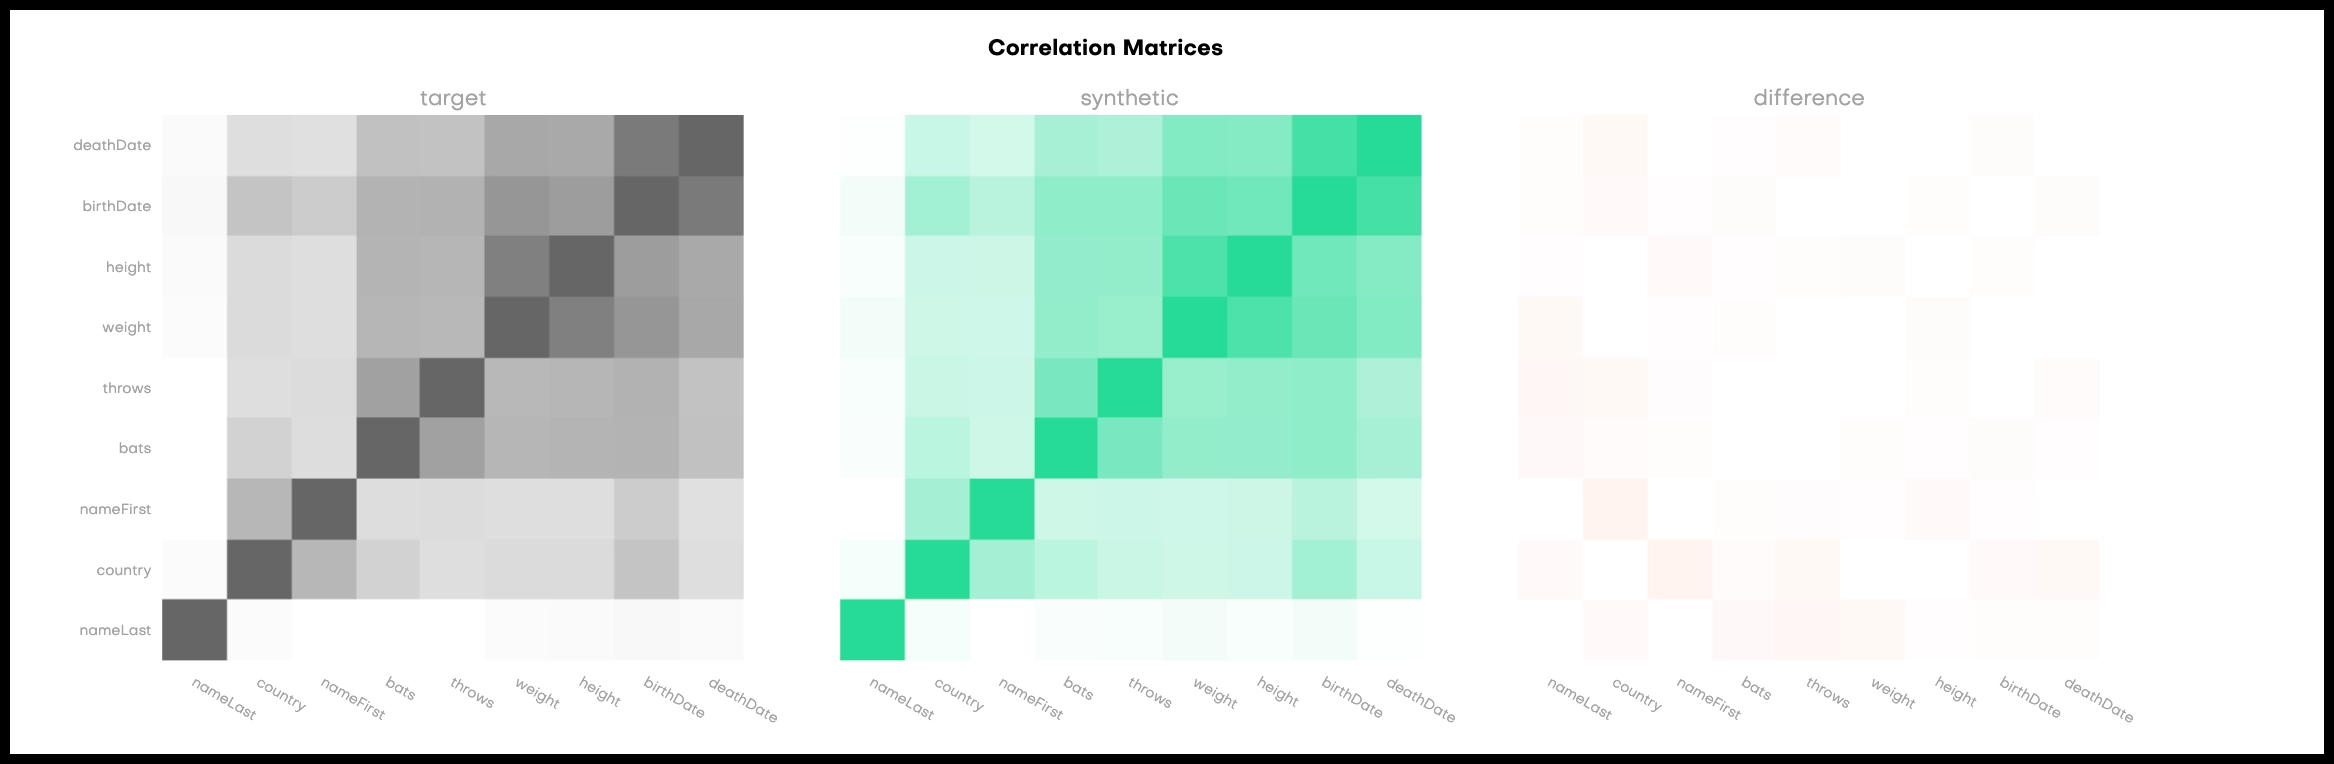 Correlation Matrices
target
synthetic
difference
deathDate
birthDate
height
weight
throws
bats
nameFirst
country
nameLast
nameLast country nameFirst bats throws weight height birthDate deathDate
nameLast country nameFirst bats throws weight height birthDate deathDate
nameLast country nameFirst bats throws weight height birthDate deathDate